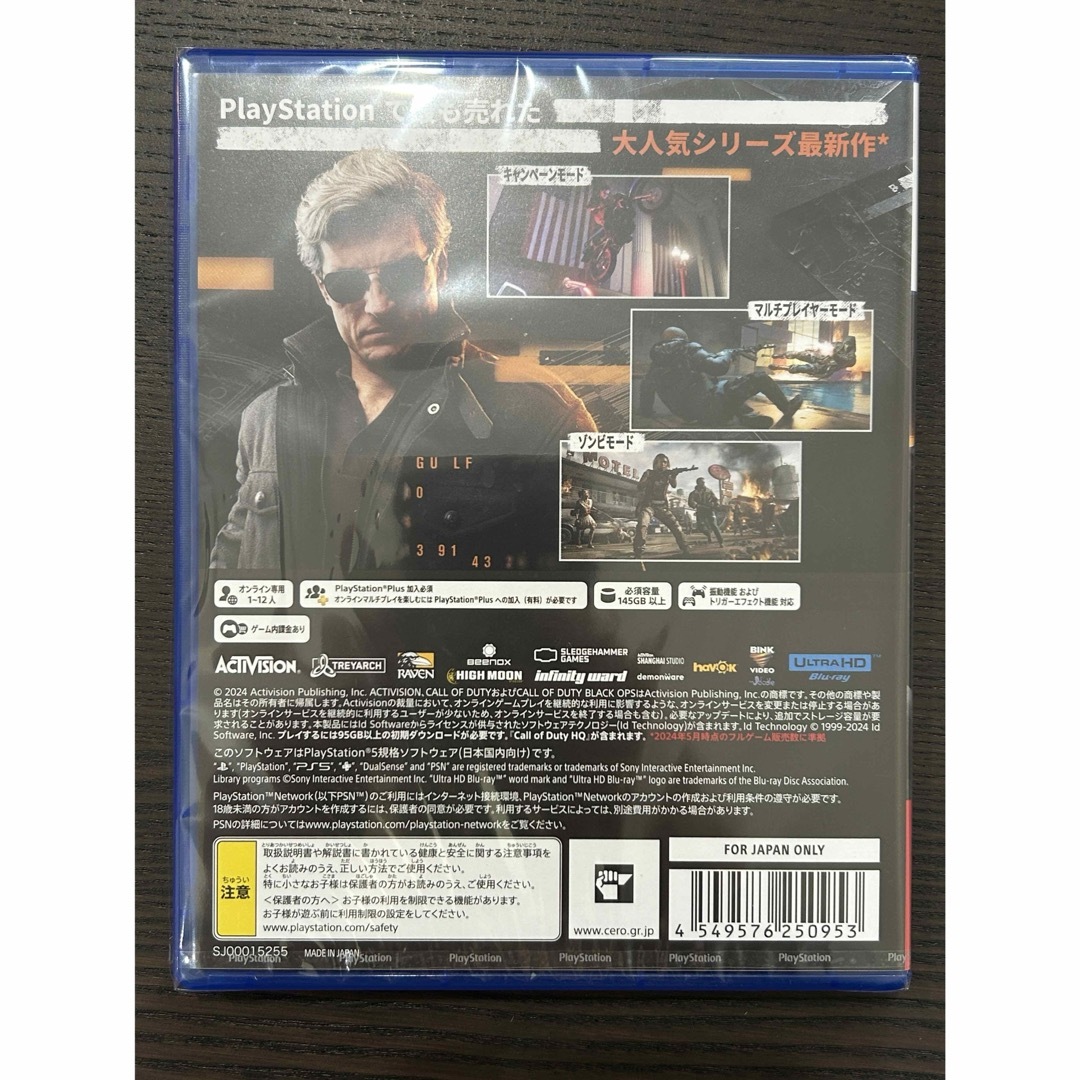 PlayStation で最も売れた
大人気シリーズ最新作*
キャンペーンモード
マルチプレイヤーモード
ゾンビモード
MOTEL
GU LF
0
3 91
43
オンライン専用
1~12人
PlayStation®Plus 加入必須
オンラインマルチプレイを楽しむには PlayStation®Plus への加入(有料)が必要です
必須容量
145GB 以上
振動機能 および
トリガーエフェクト機能 対応
ゲーム内課金あり
ACTIVISION
TREYARCH
RAVEN
BEENOX
HIGH MOON
SLEDGEHAMMER
GAMES
infinity ward
ACTIVISION
SHANGHAI STUDIO
demonware
havok
BINK
VIDEO
ULTRA HD
Blu-ray
© 2024 Activision Publishing, Inc. ACTIVISION, CALL OF DUTYおよびCALL OF DUTY BLACK OPSはActivision Publishing, Inc.の商標です。その他の商標や製
品名はその所有者に帰属します。Activisionの裁量において、オンラインゲームプレイの継続的な利用に影響するような、オンラインサービスを変更または停止する場合があ
ります(オンラインサービスを継続的に利用するユーザーが少ないため、オンラインサービスを終了する場合も含む)。必要なアップデートにより、追加でストレージ容量が要
求されることがあります。本製品にはId Softwareからライセンスが供与されたソフトウェアテクノロジー(Id Technology)が含まれます。Id Technology © 1999-2024 Id
Software, Inc. プレイするには95GB以上の初期ダウンロードが必要です。「Call of Duty HQ」が含まれます。 *2024年5月時点のフルゲーム販売数に準拠
このソフトウェアはPlayStation®5規格ソフトウェア(日本国内向け)です。
"PlayStation", "PS5", "DualSense" and "PSN" are registered trademarks or trademarks of Sony Interactive Entertainment Inc.
Library programs ©Sony Interactive Entertainment Inc. "Ultra HD Blu-ray™" word mark and "Ultra HD Blu-ray™" logo are trademarks of the Blu-ray Disc Association.
PlayStation™Network (以下PSN™)のご利用にはインターネット接続環境、PlayStation™Networkのアカウントの作成および利用条件の遵守が必要です。
18歳未満の方がアカウントを作成するには、保護者の同意が必要です。利用するサービスによっては、別途費用がかかる場合があります。
PSNの詳細についてはwww.playstation.com/playstation-networkをご覧ください。
ちゅうい
注意
取扱説明書や解説書に書かれている健康と安全に関する注意事項を
よくお読みのうえ、正しい方法でご使用ください。
特に小さなお子様は保護者の方がお読みのうえ、ご使用ください。
<保護者の方へ> お子様の利用を制限できる機能があります。
お子様が遊ぶ前に利用制限の設定をしてください。
www.playstation.com/safety
www.cero.gr.jp
FOR JAPAN ONLY
4 549576 250953
SJ00015255
MADE IN JAPAN
PlayStation PlayStation PlayStation PlayStation PlayStation PlayStation